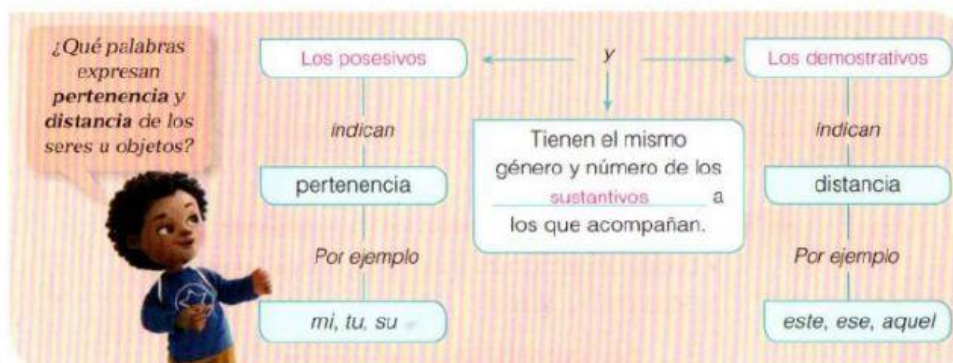 ¿Qué palabras
expresan
pertenencia y
distancia de los
seres u objetos?
Los posesivos
y
Los demostrativos
indican
Tienen el mismo
género y número de los
sustantivos a
los que acompañan.
indican
pertenencia
distancia
Por ejemplo
Por ejemplo
mi, tu, su
este, ese, aquel